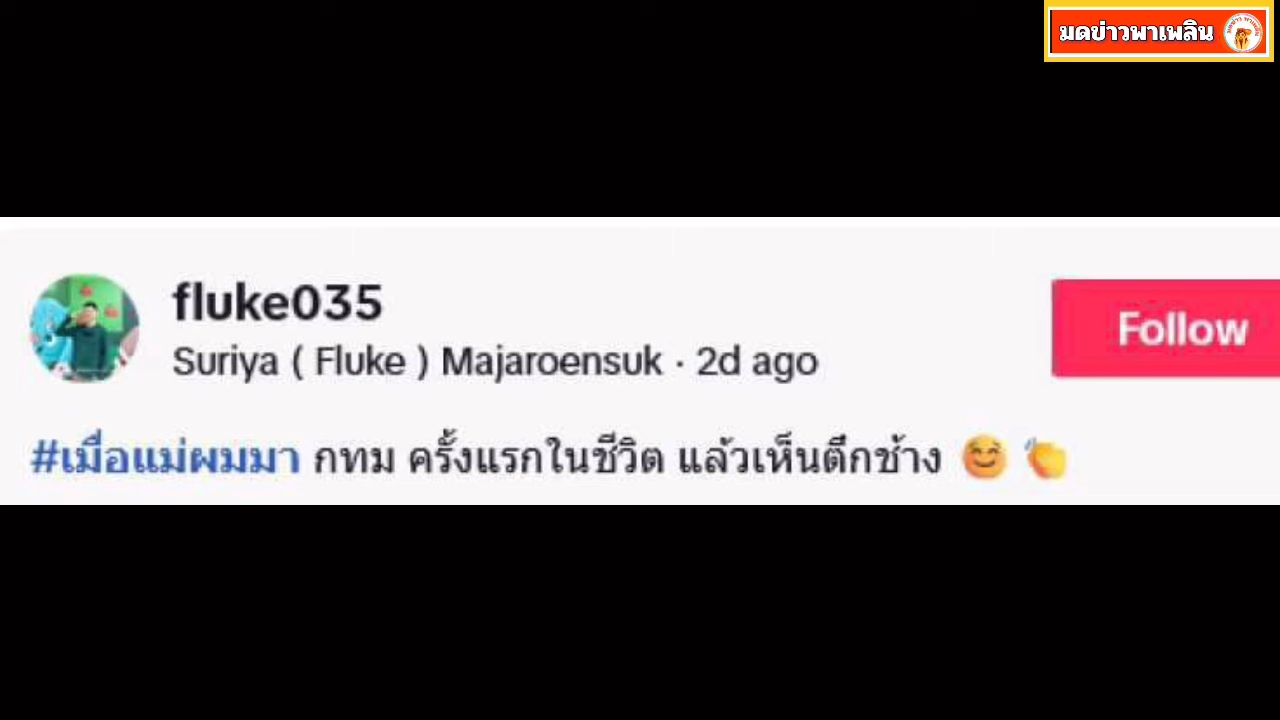 มดข่าวพาเพลิน
fluke035
Suriya ( Fluke ) Majaroensuk · 2d ago
Follow
#เมื่อแม่ผมมา กทม ครั้งแรกในชีวิต แล้วเห็นตึกช้าง 😊 👏